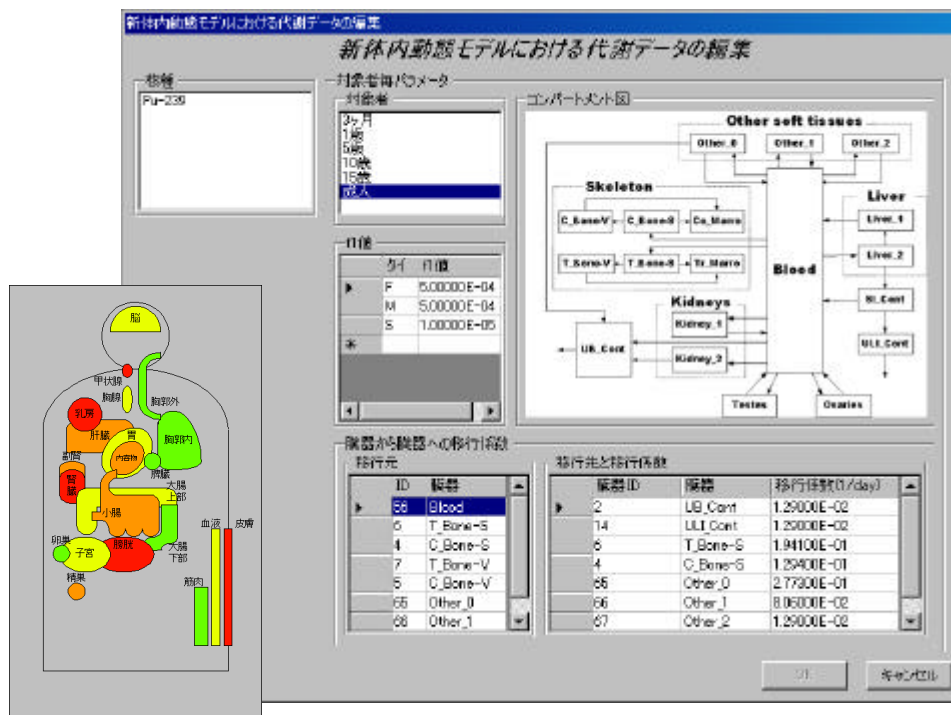 新体内動態モデルにおける代謝データの編集
新体内動態モデルにおける代謝データの編集
核種
Pu-239
対象者毎パラメータ
対象者
3ヶ月
1歳
5歳
10歳
15歳
成人
f1値
タイ f1値
F 5.00000E-04
M 5.00000E-04
S 1.00000E-05
コンパートメント図
Other soft tissues
Other_0 Other_1 Other_2
Skeleton
C_Bone-V C_Bone-S Co_Marro
T_Bone-V T_Bone-S Tr_Marro
Liver
Liver_1
Liver_2
Blood
SI_Cont
ULI_Cont
Kidneys
Kidney_1
Kidney_2
UB_Cont
Testes Ovaries
臓器から臓器への移行係数
移行元
ID 臓器
56 Blood
6 T_Bone-S
4 C_Bone-S
7 T_Bone-V
5 C_Bone-V
65 Other_0
66 Other_1
移行先と移行係数
臓器ID 臓器 移行係数(1/day)
2 UB_Cont 1.29000E-02
14 ULI_Cont 1.29000E-02
6 T_Bone-S 1.94100E-01
4 C_Bone-S 1.29400E-01
65 Other_0 2.77300E-01
66 Other_1 8.06000E-02
67 Other_2 1.29000E-02
OK
キャンセル
脳
甲状腺
胸腺
胸郭外
乳房
肝臓
胃
胸郭内
内容物
副腎
脾臓
腎臓
大腸上部
小腸
血液
皮膚
卵巣
子宮
膀胱
大腸下部
筋肉
精巣